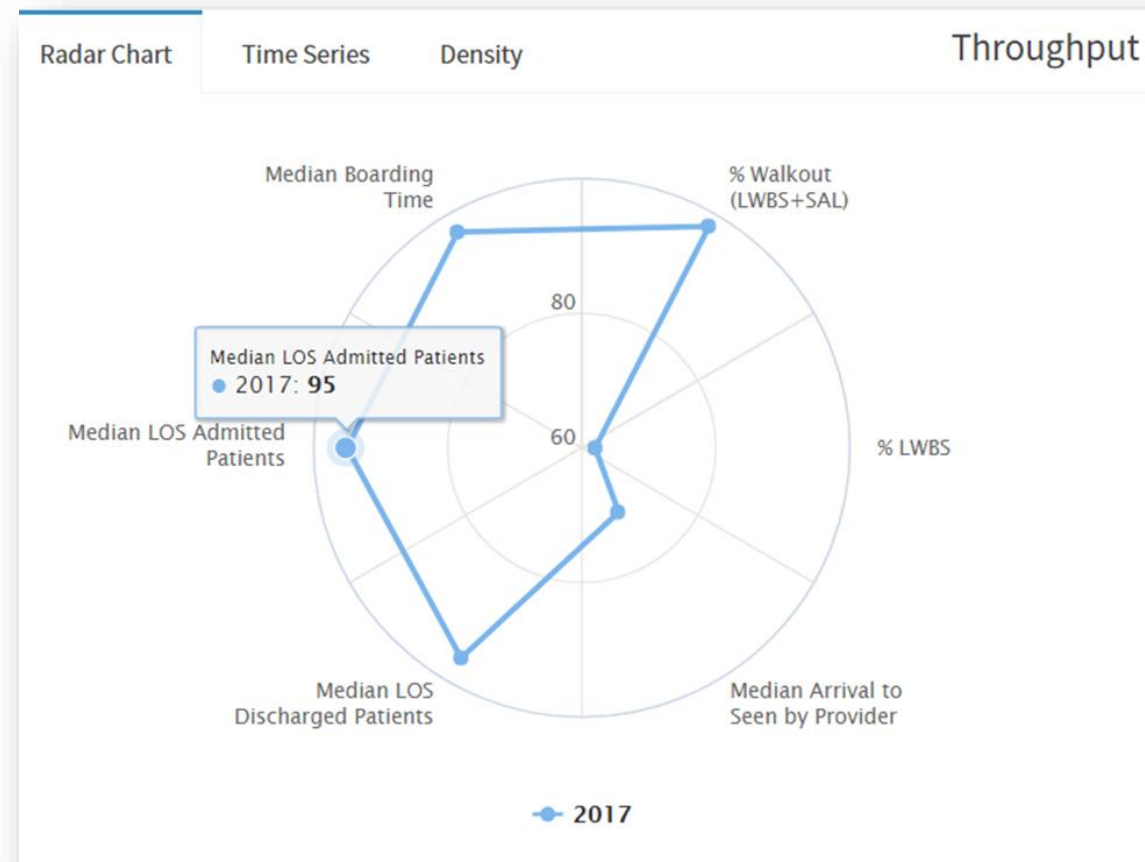 Radar Chart
Time Series
Density
Throughput
Median Boarding
Time
% Walkout
(LWBS+SAL)
80
Median LOS Admitted Patients
2017: 95
60
Median LOS Admitted
Patients
% LWBS
Median LOS
Discharged Patients
Median Arrival to
Seen by Provider
2017